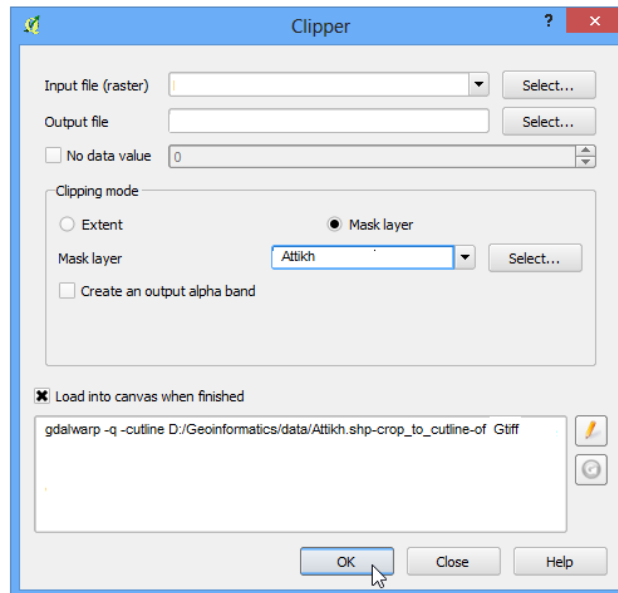 Clipper ?
Input file (raster) Select...
Output file Select...
No data value 0
Clipping mode
Extent Mask layer
Mask layer Attikh Select...
Create an output alpha band
Load into canvas when finished
gdalwarp -q -cutline D:/Geoinformatics/data/Attikh.shp-crop_to_cutline-of Gtiff
OK Close Help